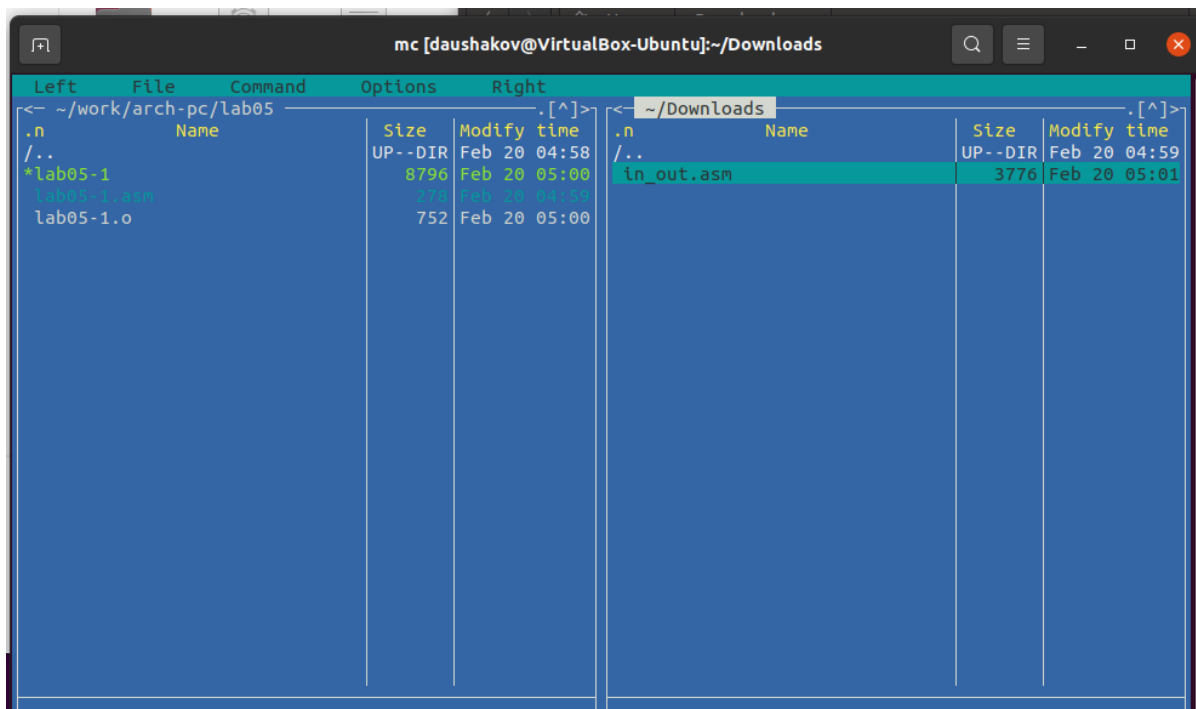 mc [daushakov@VirtualBox-Ubuntu]:~/Downloads
Left File Command Options Right
<─ ~/work/arch-pc/lab05 ─.[^]>
.n Name Size Modify time
/.. UP--DIR Feb 20 04:58
*lab05-1 8796 Feb 20 05:00
lab05-1.asm 278 Feb 20 04:59
lab05-1.o 752 Feb 20 05:00
<─ ~/Downloads ─.[^]>
.n Name Size Modify time
/.. UP--DIR Feb 20 04:59
in_out.asm 3776 Feb 20 05:01